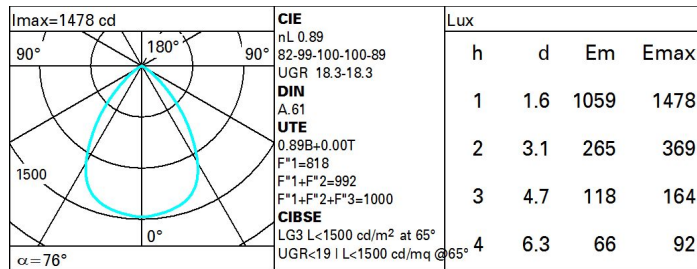 Imax=1478 cd
90°
180°
90°
1500
0°
α=76°
CIE
nL 0.89
82-99-100-100-89
UGR 18.3-18.3
DIN
A.61
UTE
0.89B+0.00T
F"1=818
F"1+F"2=992
F"1+F"2+F"3=1000
CIBSE
LG3 L<1500 cd/m² at 65°
UGR<19 | L<1500 cd/mq @65°
Lux
h d Em Emax
1 1.6 1059 1478
2 3.1 265 369
3 4.7 118 164
4 6.3 66 92